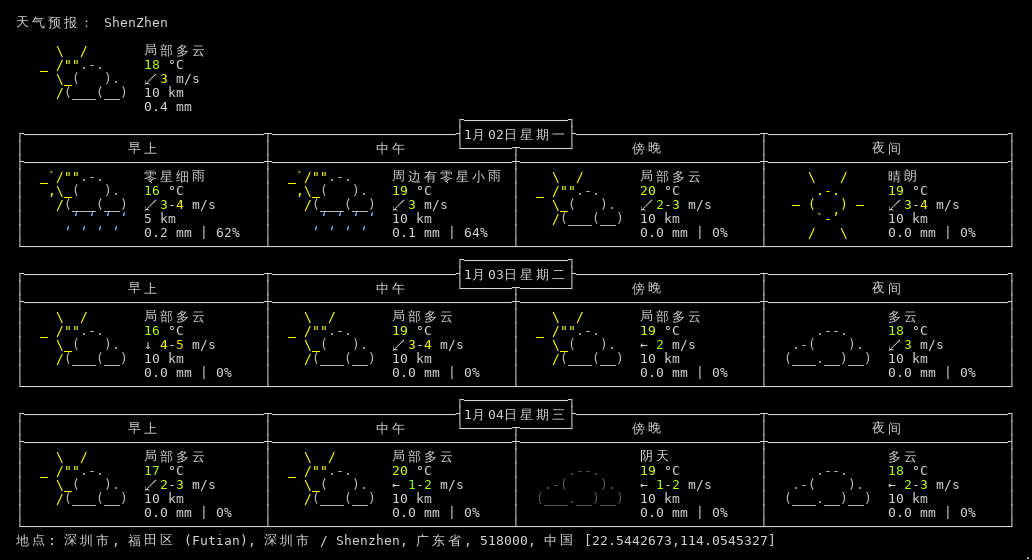 天气预报： ShenZhen
局部多云
18 °C
↙3 m/s
10 km
0.4 mm
1月02日星期一
早上 中午 傍晚 夜间
零星细雨 周边有零星小雨 局部多云 晴朗
16 °C 19 °C 20 °C 19 °C
↙3-4 m/s ↙3 m/s ↙2-3 m/s ↙3-4 m/s
5 km 10 km 10 km 10 km
0.2 mm | 62% 0.1 mm | 64% 0.0 mm | 0% 0.0 mm | 0%
1月03日星期二
早上 中午 傍晚 夜间
局部多云 局部多云 局部多云 多云
16 °C 19 °C 19 °C 18 °C
↓ 4-5 m/s ↙3-4 m/s ← 2 m/s ↙3 m/s
10 km 10 km 10 km 10 km
0.0 mm | 0% 0.0 mm | 0% 0.0 mm | 0% 0.0 mm | 0%
1月04日星期三
早上 中午 傍晚 夜间
局部多云 局部多云 阴天 多云
17 °C 20 °C 19 °C 18 °C
↙2-3 m/s ← 1-2 m/s ← 1-2 m/s ← 2-3 m/s
10 km 10 km 10 km 10 km
0.0 mm | 0% 0.0 mm | 0% 0.0 mm | 0% 0.0 mm | 0%
地点: 深圳市, 福田区 (Futian), 深圳市 / Shenzhen, 广东省, 518000, 中国 [22.5442673,114.0545327]